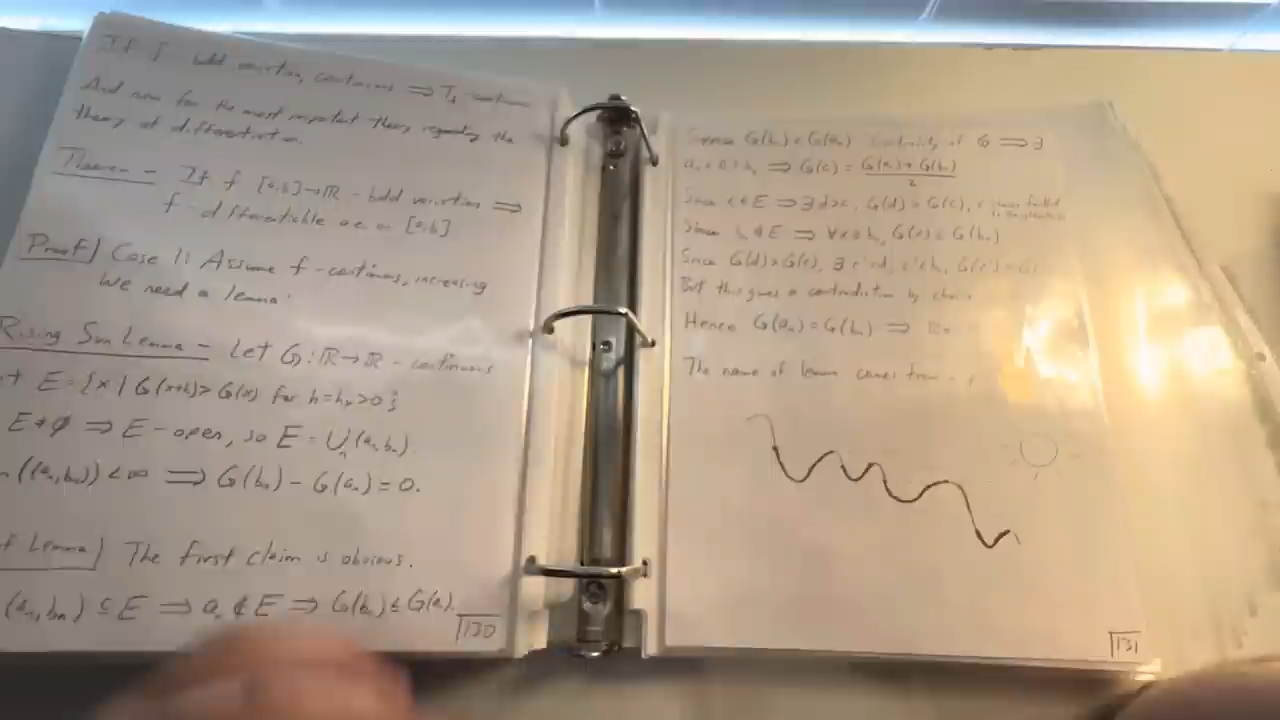 If f bdd variation, continuous ⟹ T_f continuous
And now for the most important theory regarding the
theory of differentiation.
Theorem - If f [a,b]→ℝ - bdd variation ⟹
f - differentiable a.e. on [a,b]
Proof) Case 1) Assume f - continuous, increasing
We need a lemma:
Rising Sun Lemma - Let G: ℝ→ℝ - continuous
E = {x | G(x+h) > G(x) for h = h_x > 0}
E ≠ ∅ ⟹ E - open, so E = ⋃_n (a_n, b_n).
((a_n, b_n)) < ∞ ⟹ G(b_n) - G(a_n) = 0.
Lemma) The first claim is obvious.
(a_n, b_n) ⊆ E ⟹ a_n ∉ E ⟹ G(b_n) ≤ G(a_n).
130
Suppose G(b_n) < G(a_n) Continuity of G ⟹ ∃
a_n < c < b_n ⟹ G(c) = (G(a_n) + G(b_n))/2
Since c ∈ E ⟹ ∃ d > c, G(d) > G(c),
Since b_n ∉ E ⟹ ∀x > b_n, G(x) ≤ G(b_n)
Since G(d) > G(c), ∃ c' > d, c' < b_n
But this gives a contradiction by
Hence G(a_n) = G(b_n) ⟹
The name of lemma comes from
131